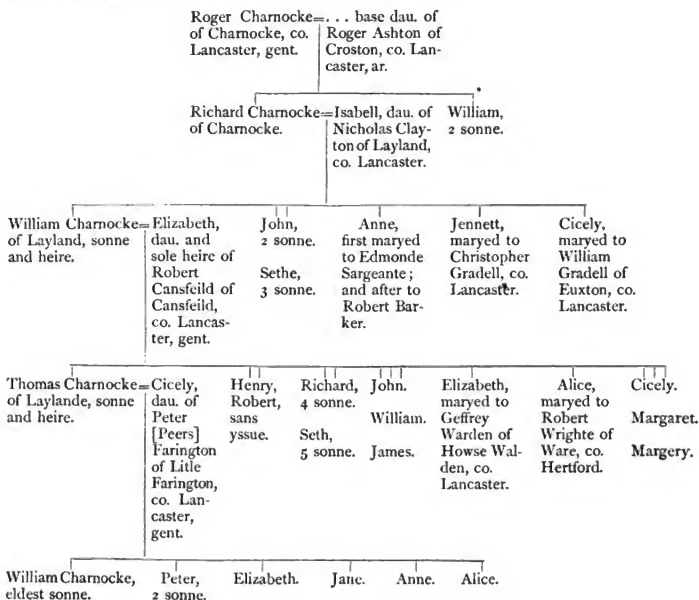 Roger Charnocke=. . . base dau. of
of Charnocke, co. Roger Ashton of
Lancaster, gent. Croston, co. Lan-
caster, ar.
Richard Charnocke=Isabell, dau. of
of Charnocke. Nicholas Clay-
ton of Layland,
co. Lancaster.
William,
2 sonne.
William Charnocke=
of Layland, sonne
and heire.
Elizabeth,
dau. and
sole heire of
Robert
Cansfeild of
Cansfeild,
co. Lancas-
ter, gent.
John,
2 sonne.
Sethe,
3 sonne.
Anne,
first maryed
to Edmonde
Sargeante;
and after to
Robert Bar-
ker.
Jennett,
maryed to
Christopher
Gradell, co.
Lancaster.
Cicely,
maryed to
William
Gradell of
Euxton, co.
Lancaster.
Thomas Charnocke=
of Laylande, sonne
and heire.
Cicely,
dau. of
Peter
[Peers]
Farington
of Litle
Farington,
co. Lan-
caster,
gent.
Henry,
Robert,
sans
yssue.
Richard,
4 sonne.
Seth,
5 sonne.
John.
William.
James.
Elizabeth,
maryed to
Geffrey
Warden of
Howse Wal-
den, co.
Lancaster.
Alice,
maryed to
Robert
Wrighte of
Ware, co.
Hertford.
Cicely.
Margaret.
Margery.
William Charnocke,
eldest sonne.
Peter,
2 sonne.
Elizabeth.
Jane.
Anne.
Alice.